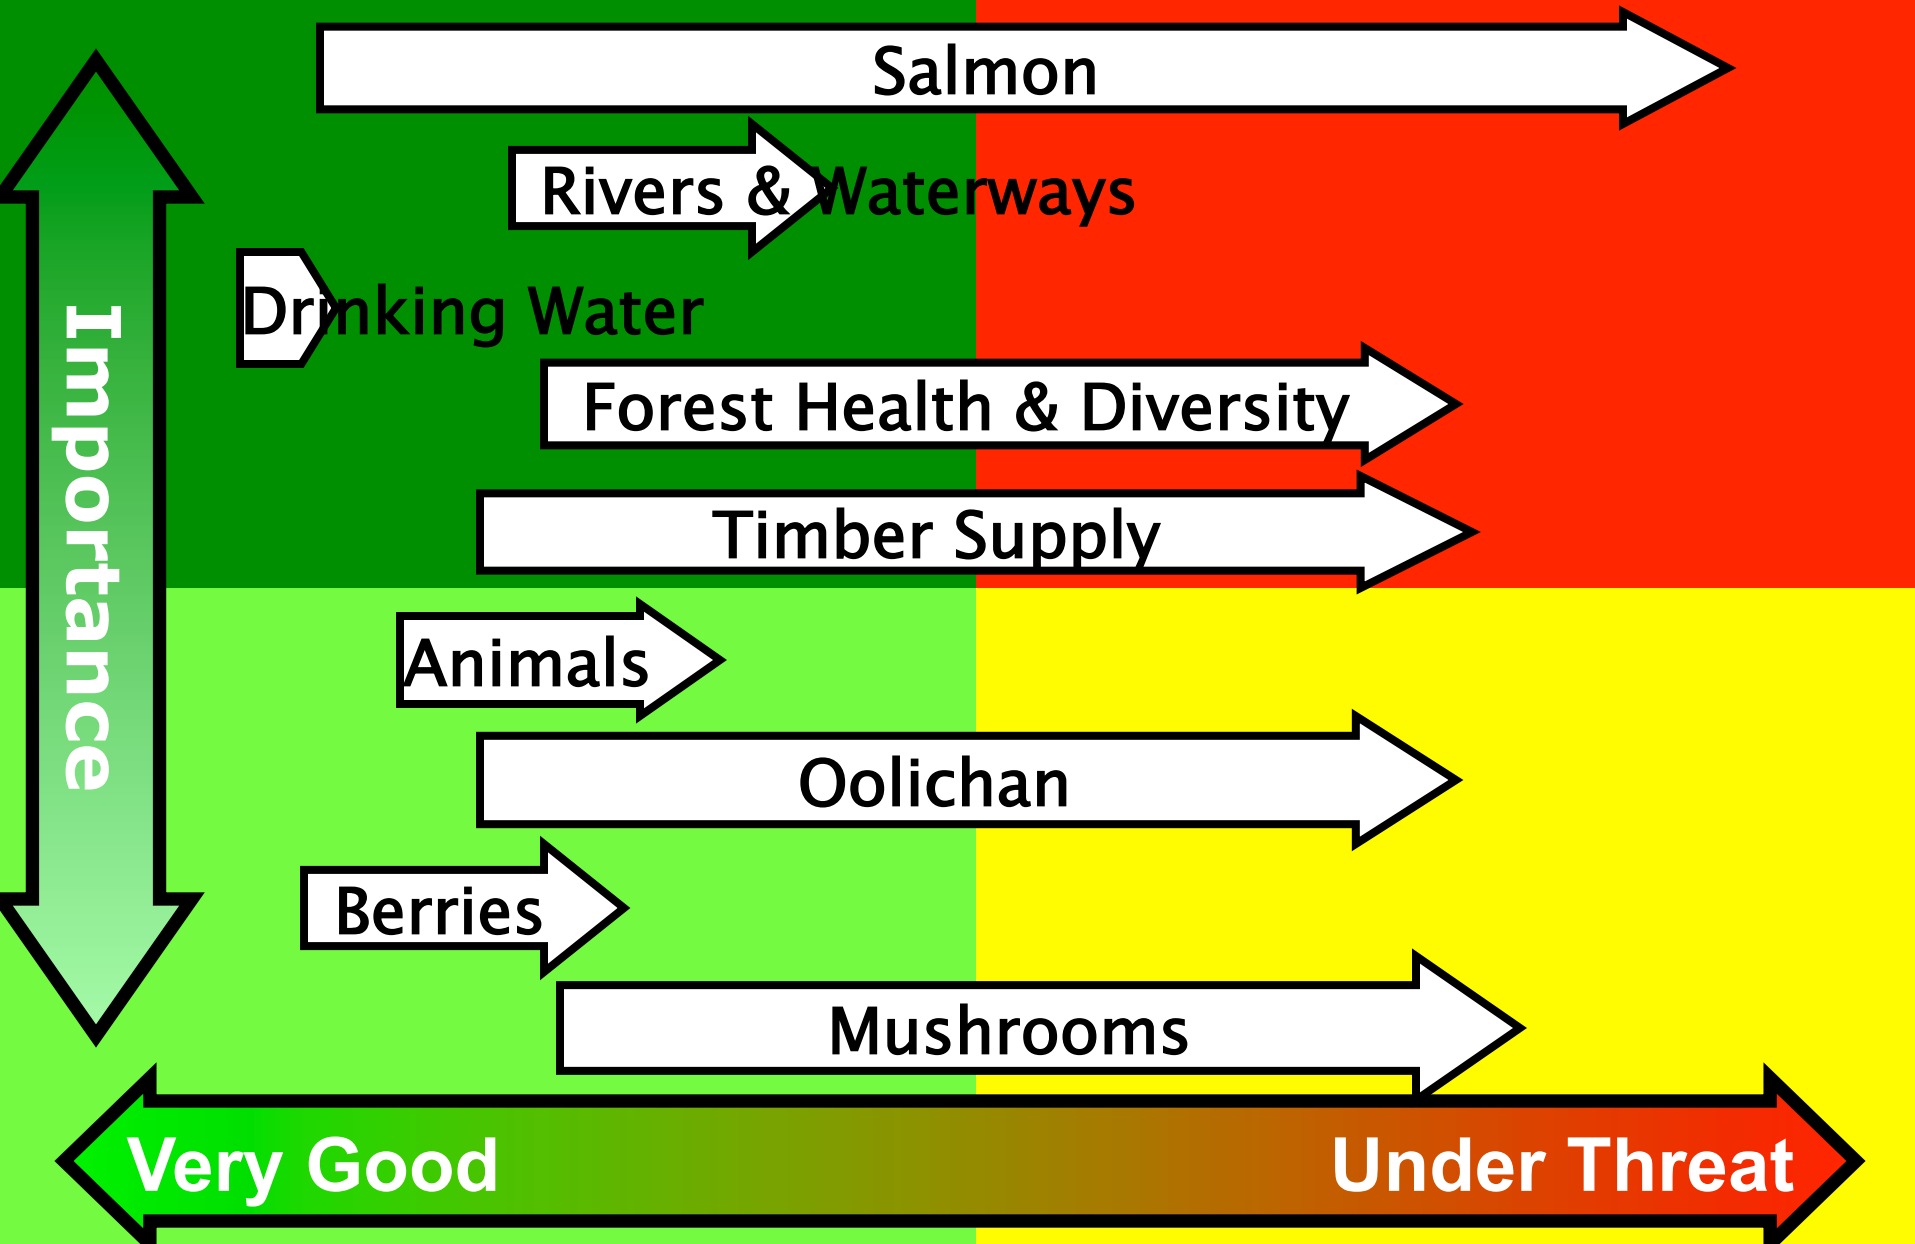 Salmon
Rivers & Waterways
Drinking Water
Forest Health & Diversity
Timber Supply
Animals
Oolichan
Berries
Mushrooms
Importance
Very Good
Under Threat